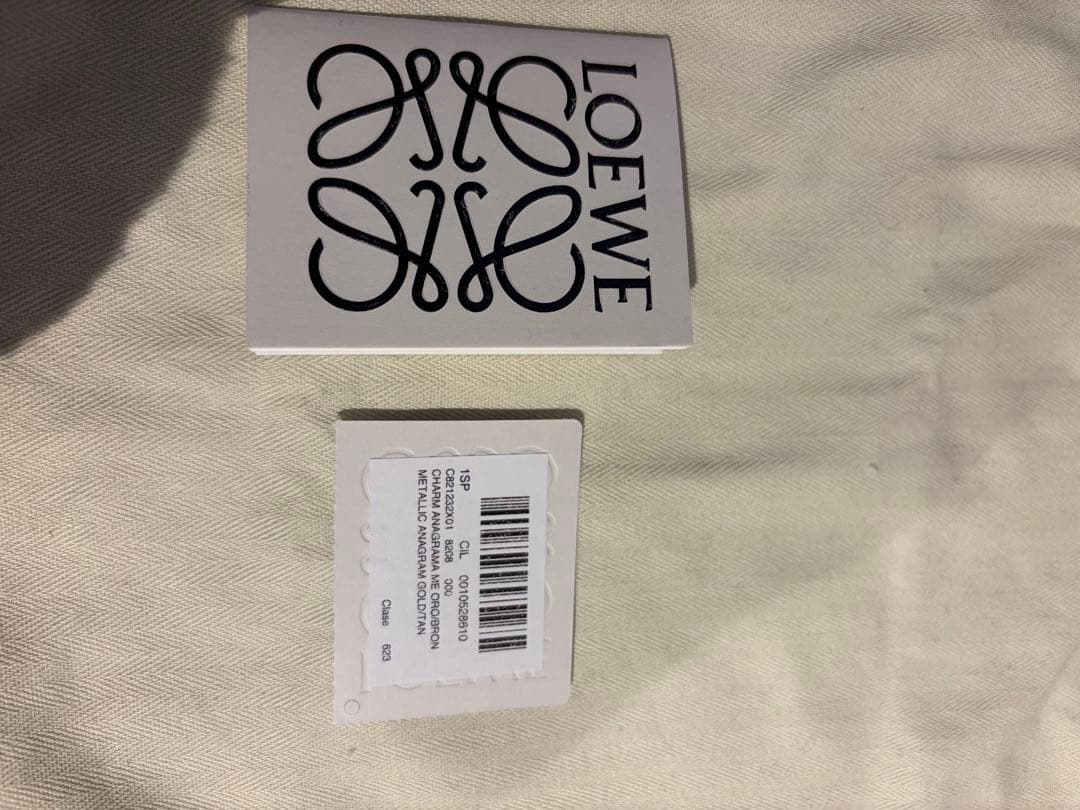 LOEWE
1SP CIL 0010528610
C821232X01 8208 000
CHARM ANAGRAMA ME ORO/BRON
METALLIC ANAGRAM GOLD/TAN
Clase 623